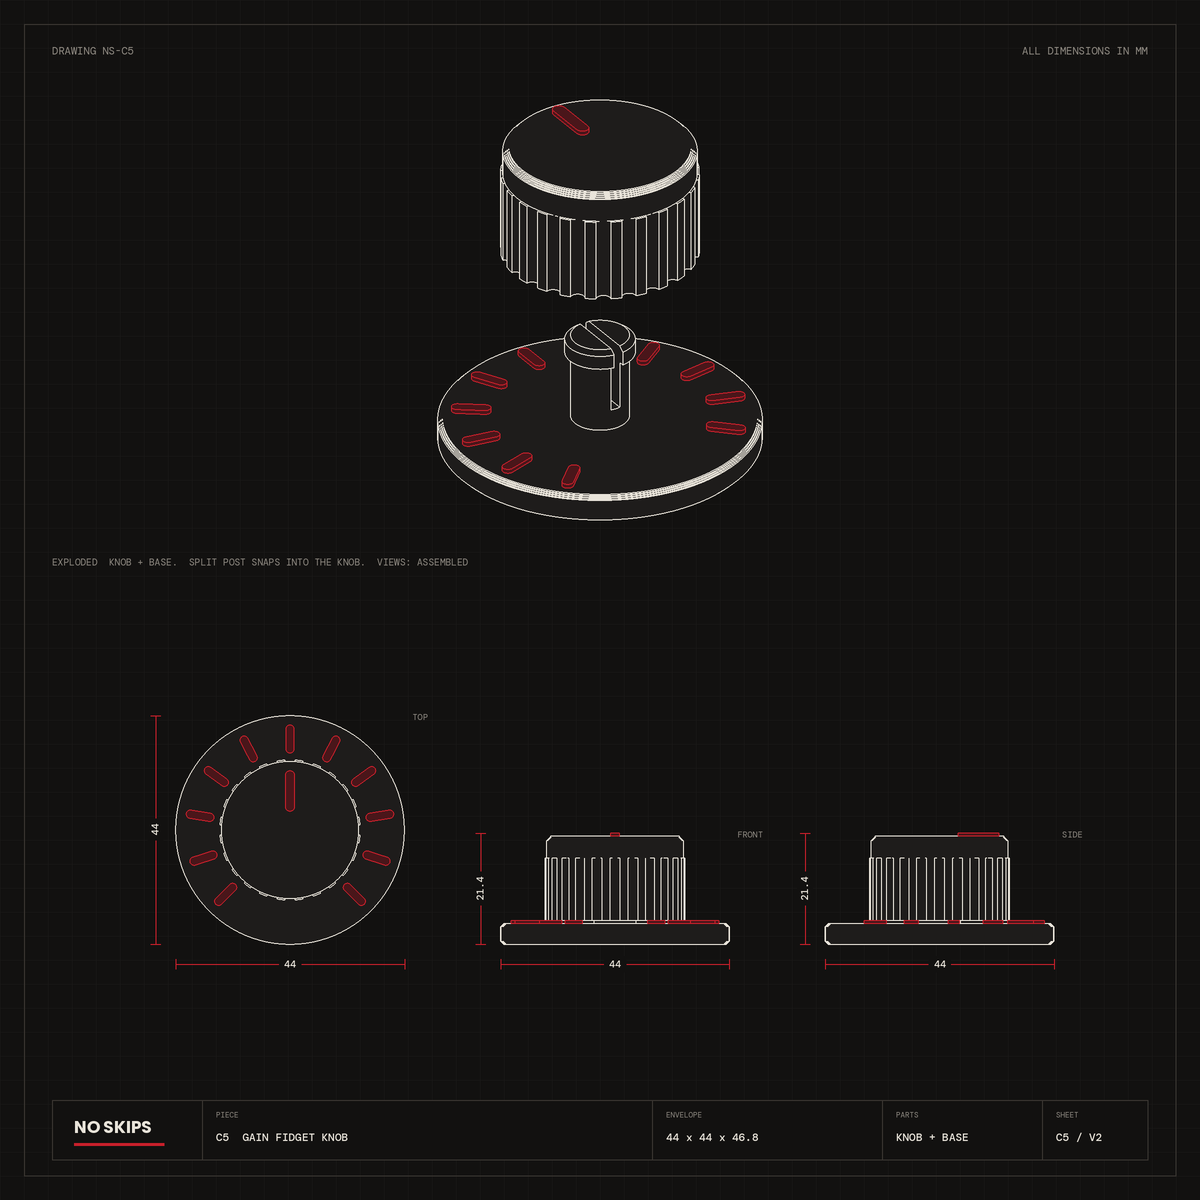 DRAWING NS-C5
ALL DIMENSIONS IN MM
EXPLODED  KNOB + BASE.  SPLIT POST SNAPS INTO THE KNOB.  VIEWS: ASSEMBLED
TOP
44
44
FRONT
21.4
44
SIDE
21.4
44
NO SKIPS
PIECE
C5  GAIN FIDGET KNOB
ENVELOPE
44 x 44 x 46.8
PARTS
KNOB + BASE
SHEET
C5 / V2